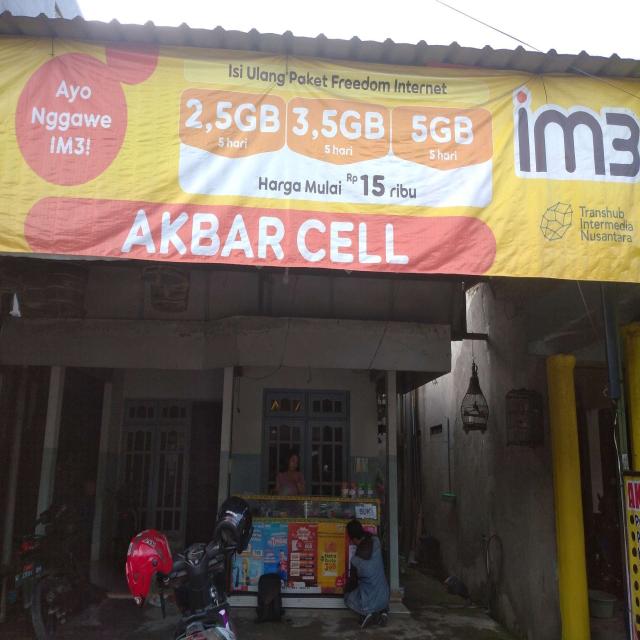 Isi Ulang Paket Freedom Internet
Ayo
Nggawe
IM3!
2,5GB
5 hari
3,5GB
5 hari
5GB
5 hari
Harga Mulai Rp 15 ribu
im3
AKBAR CELL
Transhub
Intermedia
Nusantara